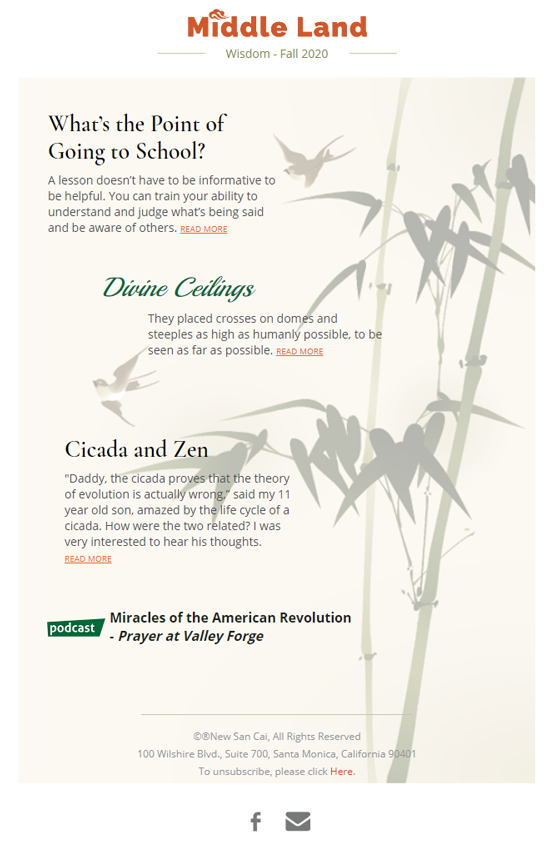 Middle Land
Wisdom - Fall 2020
What's the Point of
Going to School?
A lesson doesn't have to be informative to
be helpful. You can train your ability to
understand and judge what's being said
and be aware of others. READ MORE
Divine Ceilings
They placed crosses on domes and
steeples as high as humanly possible, to be
seen as far as possible. READ MORE
Cicada and Zen
"Daddy, the cicada proves that the theory
of evolution is actually wrong," said my 11
year old son, amazed by the life cycle of a
cicada. How were the two related? I was
very interested to hear his thoughts.
READ MORE
podcast
Miracles of the American Revolution
- Prayer at Valley Forge
©®New San Cai, All Rights Reserved
100 Wilshire Blvd., Suite 700, Santa Monica, California 90401
To unsubscribe, please click Here.